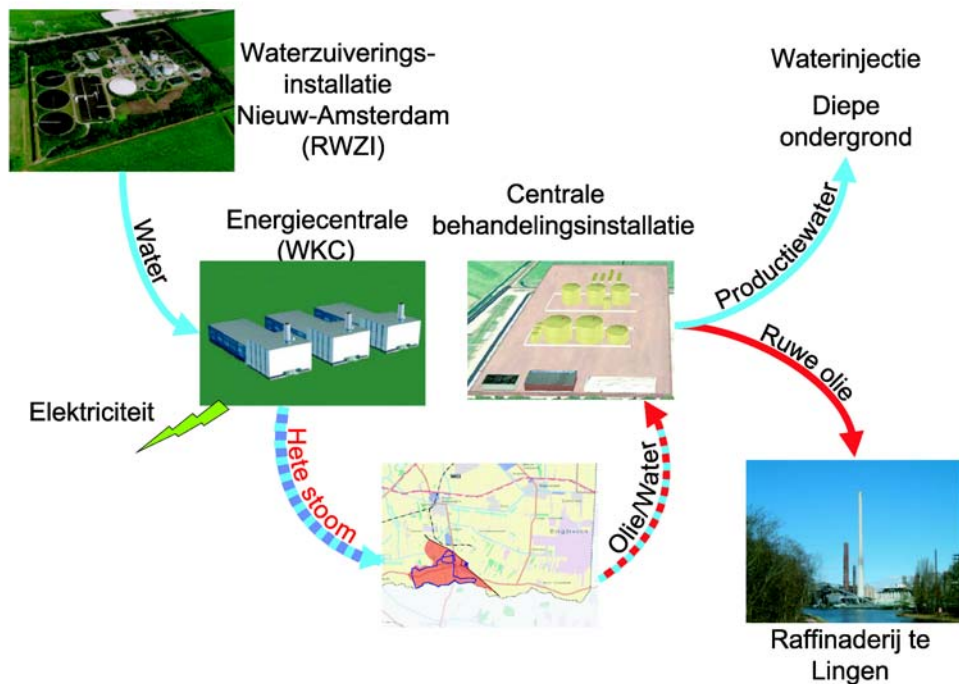 Waterzuiverings-
installatie
Nieuw-Amsterdam
(RWZI)
Waterinjectie
Diepe
ondergrond
Water
Energiecentrale
(WKC)
Centrale
behandelingsinstallatie
Productiewater
Ruwe olie
Elektriciteit
Hete stoom
Olie/Water
Raffinaderij te
Lingen